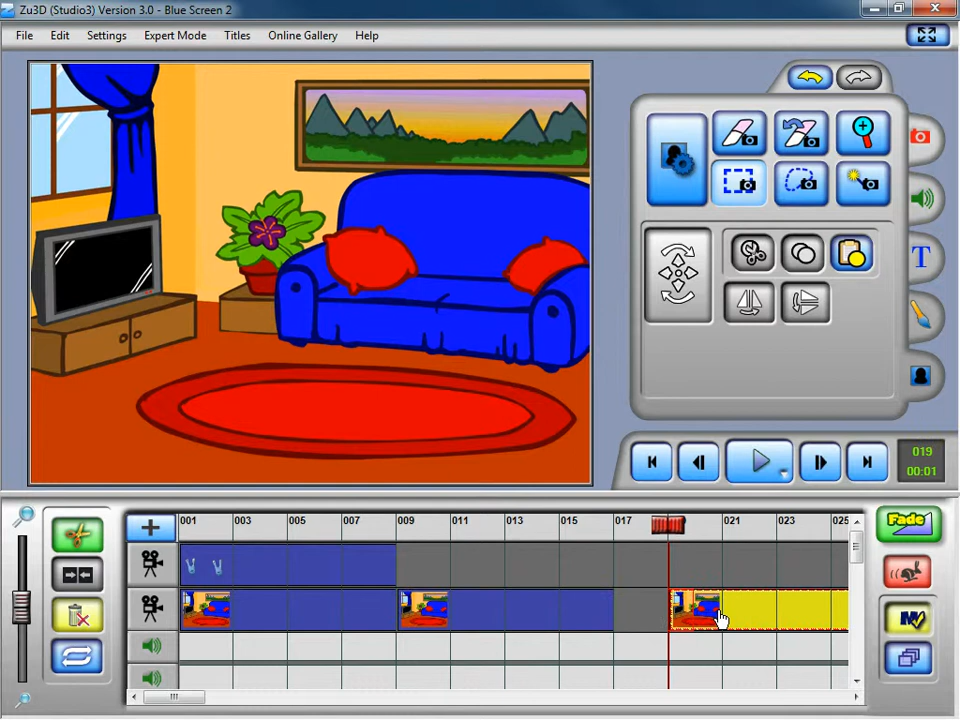 Zu3D (Studio3) Version 3.0 - Blue Screen 2
File Edit Settings Expert Mode Titles Online Gallery Help
T
019
00:01
001 003 005 007 009 011 013 015 017 021 023 025
Fade